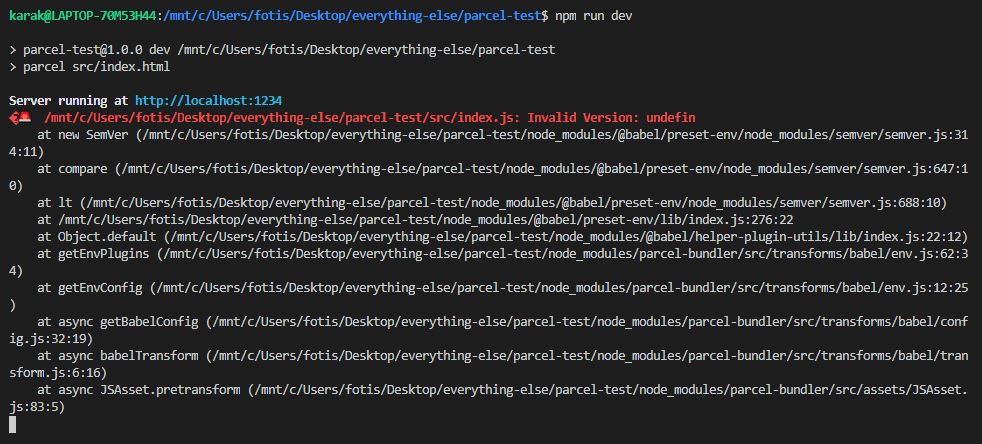 karak@LAPTOP-70M53H44:/mnt/c/Users/fotis/Desktop/everything-else/parcel-test$ npm run dev
> parcel-test@1.0.0 dev /mnt/c/Users/fotis/Desktop/everything-else/parcel-test
> parcel src/index.html
Server running at http://localhost:1234
🚨 /mnt/c/Users/fotis/Desktop/everything-else/parcel-test/src/index.js: Invalid Version: undefin
at new SemVer (/mnt/c/Users/fotis/Desktop/everything-else/parcel-test/node_modules/@babel/preset-env/node_modules/semver/semver.js:31
4:11)
at compare (/mnt/c/Users/fotis/Desktop/everything-else/parcel-test/node_modules/@babel/preset-env/node_modules/semver/semver.js:647:1
0)
at lt (/mnt/c/Users/fotis/Desktop/everything-else/parcel-test/node_modules/@babel/preset-env/node_modules/semver/semver.js:688:10)
at /mnt/c/Users/fotis/Desktop/everything-else/parcel-test/node_modules/@babel/preset-env/lib/index.js:276:22
at Object.default (/mnt/c/Users/fotis/Desktop/everything-else/parcel-test/node_modules/@babel/helper-plugin-utils/lib/index.js:22:12)
at getEnvPlugins (/mnt/c/Users/fotis/Desktop/everything-else/parcel-test/node_modules/parcel-bundler/src/transforms/babel/env.js:62:3
4)
at getEnvConfig (/mnt/c/Users/fotis/Desktop/everything-else/parcel-test/node_modules/parcel-bundler/src/transforms/babel/env.js:12:25
)
at async getBabelConfig (/mnt/c/Users/fotis/Desktop/everything-else/parcel-test/node_modules/parcel-bundler/src/transforms/babel/conf
ig.js:32:19)
at async babelTransform (/mnt/c/Users/fotis/Desktop/everything-else/parcel-test/node_modules/parcel-bundler/src/transforms/babel/tran
sform.js:6:16)
at async JSAsset.pretransform (/mnt/c/Users/fotis/Desktop/everything-else/parcel-test/node_modules/parcel-bundler/src/assets/JSAsset.
js:83:5)